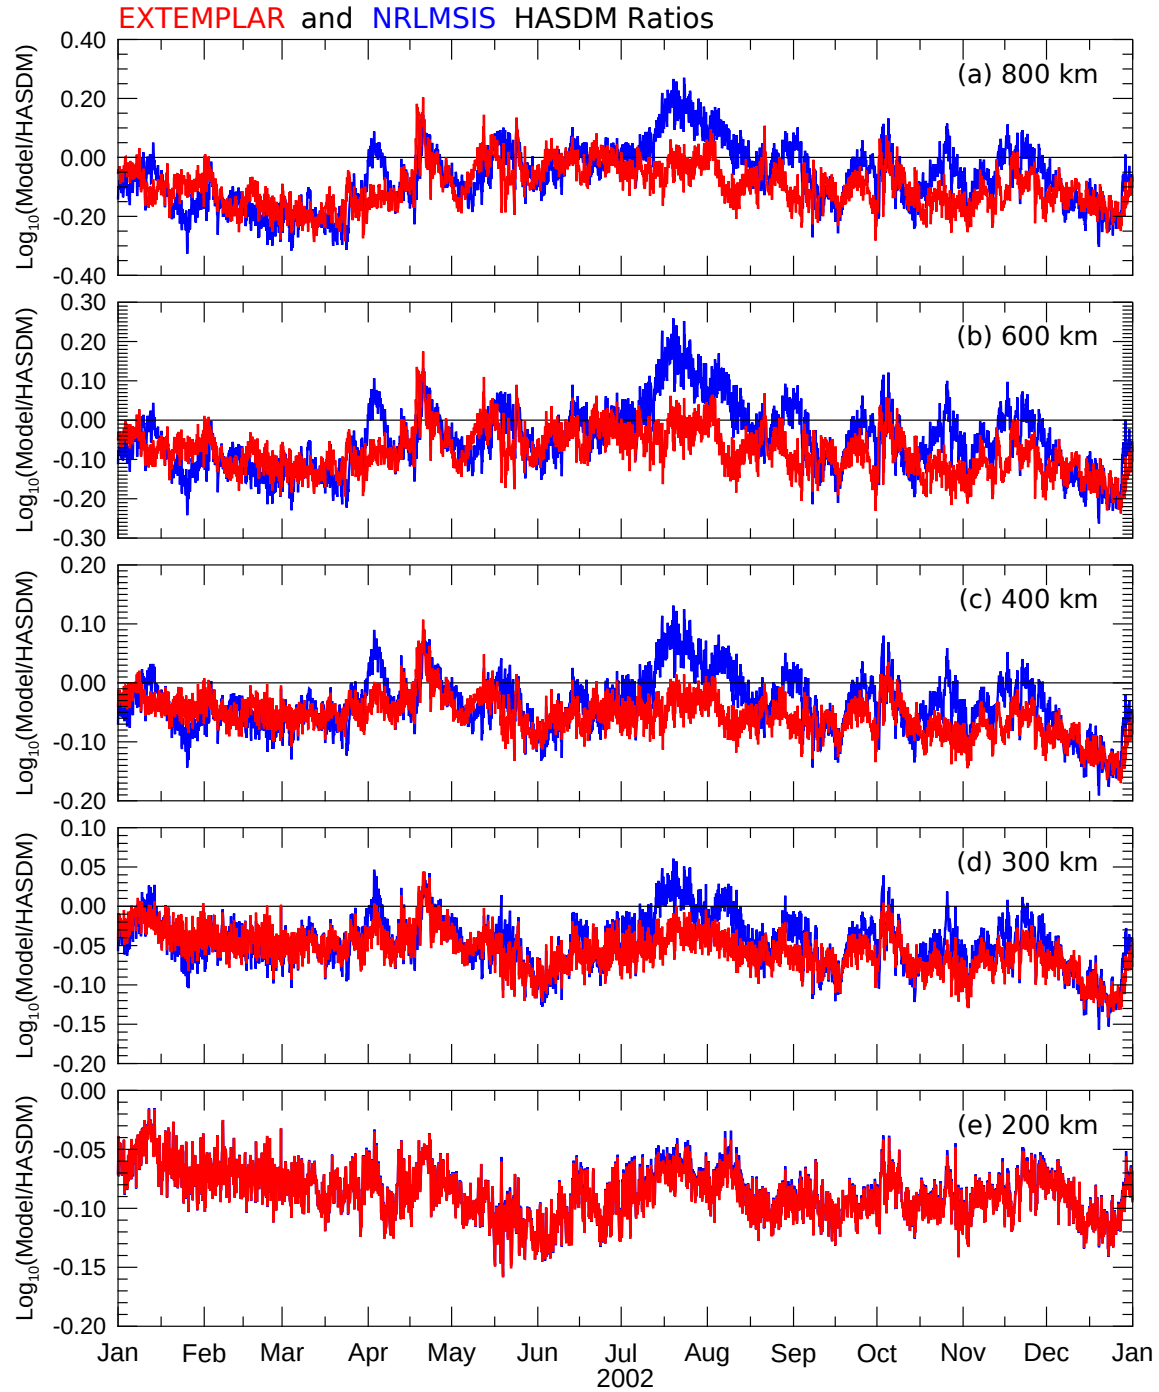 EXTEMPLAR and NRLMSIS HASDM Ratios
0.40
0.20
0.00
-0.20
-0.40
Log₁₀(Model/HASDM)
(a) 800 km
0.30
0.20
0.10
0.00
-0.10
-0.20
-0.30
Log₁₀(Model/HASDM)
(b) 600 km
0.20
0.10
0.00
-0.10
-0.20
Log₁₀(Model/HASDM)
(c) 400 km
0.10
0.05
0.00
-0.05
-0.10
-0.15
-0.20
Log₁₀(Model/HASDM)
(d) 300 km
0.00
-0.05
-0.10
-0.15
-0.20
Log₁₀(Model/HASDM)
(e) 200 km
Jan Feb Mar Apr May Jun Jul Aug Sep Oct Nov Dec Jan
2002